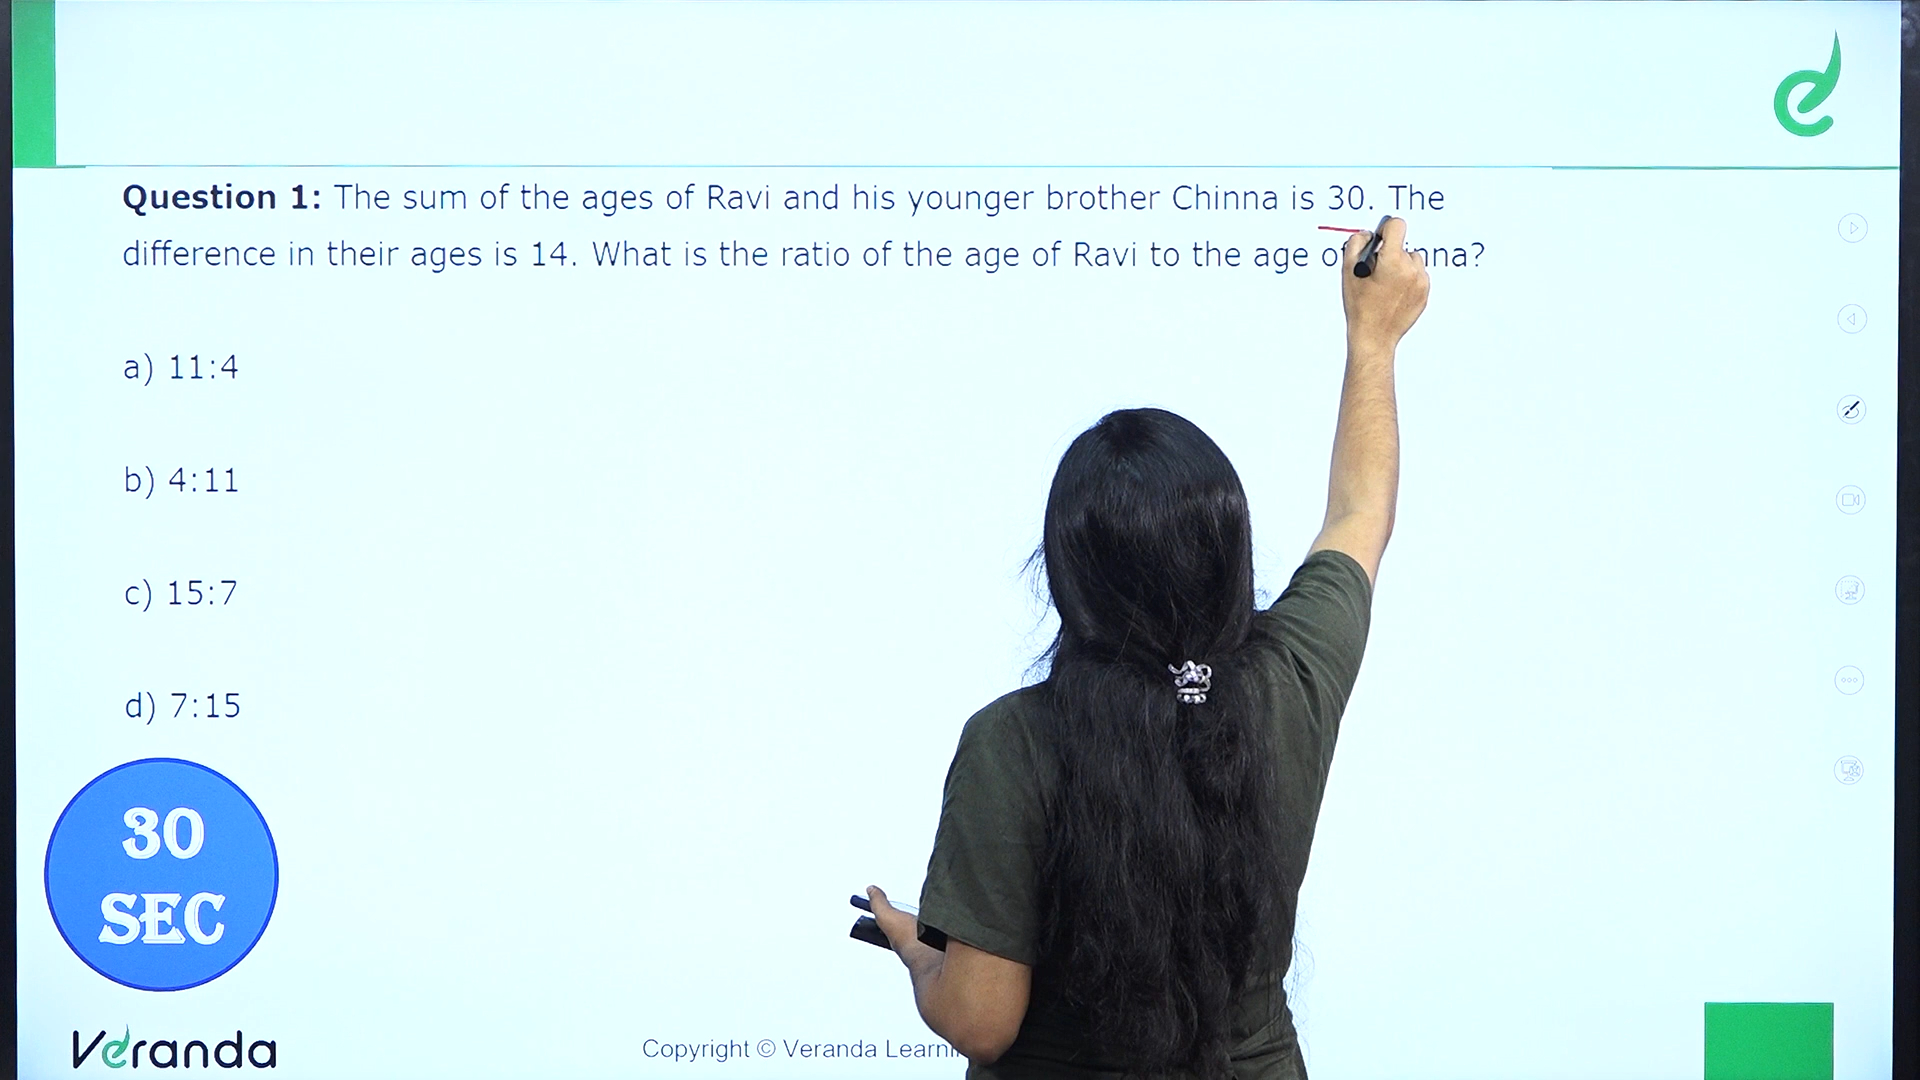 Question 1: The sum of the ages of Ravi and his younger brother Chinna is 30. The
difference in their ages is 14. What is the ratio of the age of Ravi to the age of
a) 11:4
b) 4:11
c) 15:7
d) 7:15
30
SEC
Veranda
Copyright © Veranda